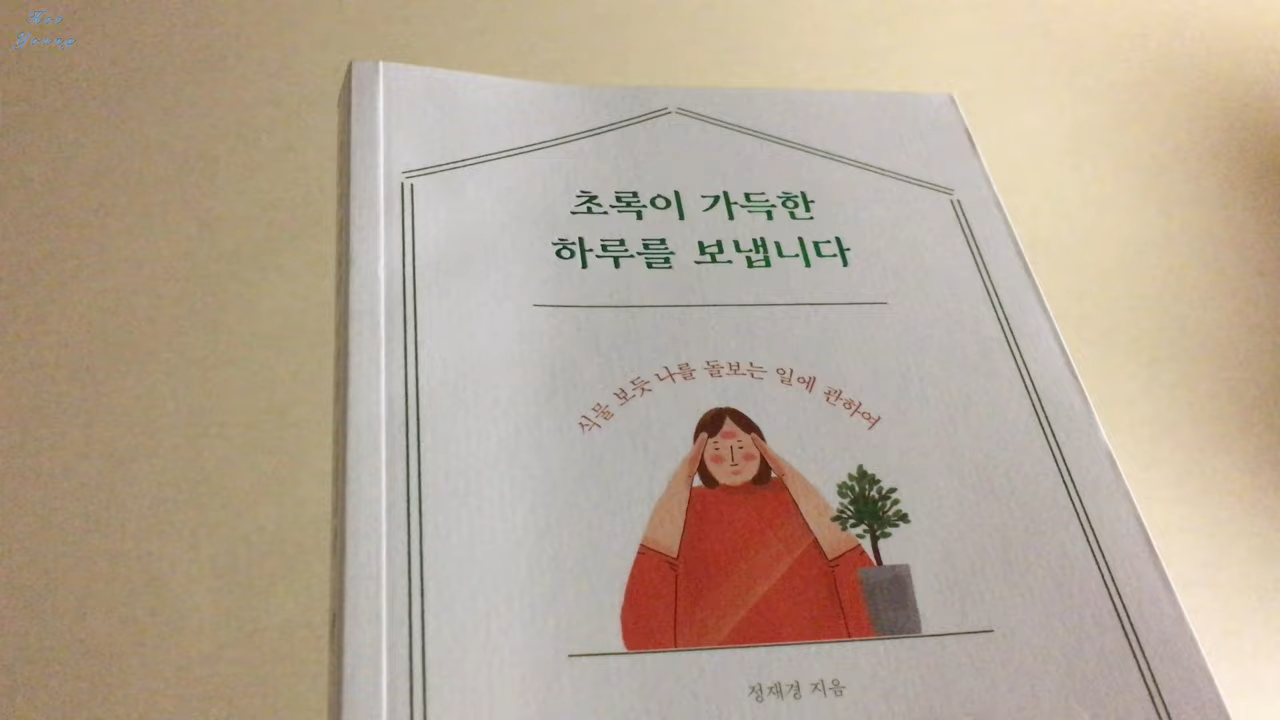 초록이 가득한
하루를 보냅니다
식물 보듯 나를 돌보는 일에 관하여
정재경 지음